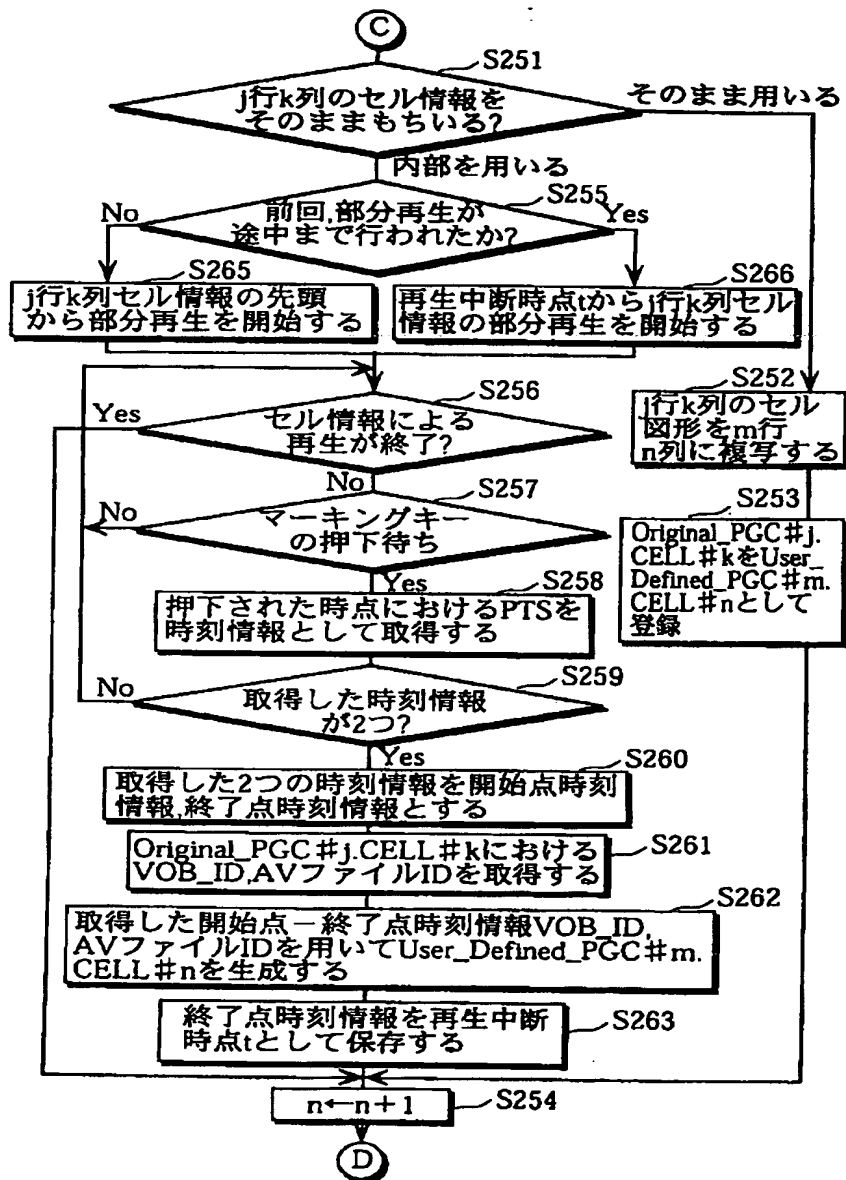 C
S251
j行k列のセル情報を
そのままもちいる?
そのまま用いる
内部を用いる
S255
No
前回,部分再生が
途中まで行われたか?
Yes
S265
j行k列セル情報の先頭
から部分再生を開始する
S266
再生中断時点tからj行k列セル
情報の部分再生を開始する
S256
Yes
セル情報による
再生が終了?
No
S252
j行k列のセル
図形をm行
n列に複写する
S257
No
マーキングキー
の押下待ち
Yes
S253
Original_PGC#j.
CELL#kをUser_
Defined_PGC#m.
CELL#nとして
登録
S258
押下された時点におけるPTSを
時刻情報として取得する
S259
No
取得した時刻情報
が2つ?
Yes
S260
取得した2つの時刻情報を開始点時刻
情報,終了点時刻情報とする
S261
Original_PGC#j.CELL#kにおける
VOB_ID,AVファイルIDを取得する
S262
取得した開始点－終了点時刻情報VOB_ID,
AVファイルIDを用いてUser_Defined_PGC#m.
CELL#nを生成する
S263
終了点時刻情報を再生中断
時点tとして保存する
S254
n←n+1
D